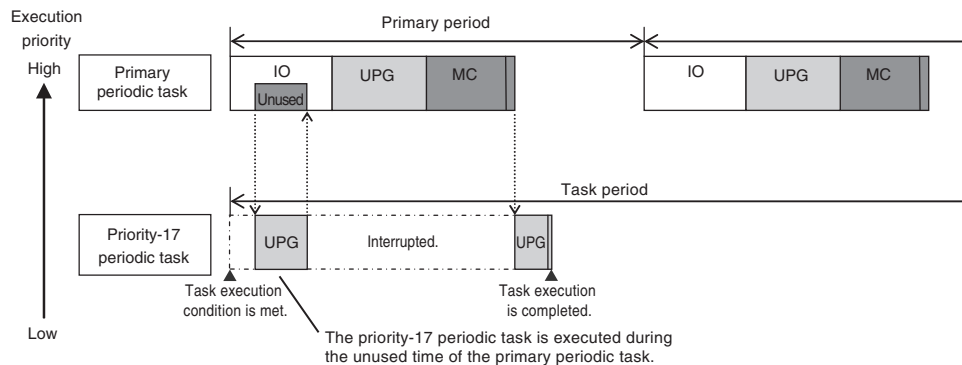 Execution
priority
High
Primary
periodic task
Primary period
IO
Unused
UPG
MC
IO
UPG
MC
Task period
Priority-17
periodic task
UPG
Interrupted.
UPG
Task execution
condition is met.
Task execution
is completed.
Low
The priority-17 periodic task is executed during
the unused time of the primary periodic task.